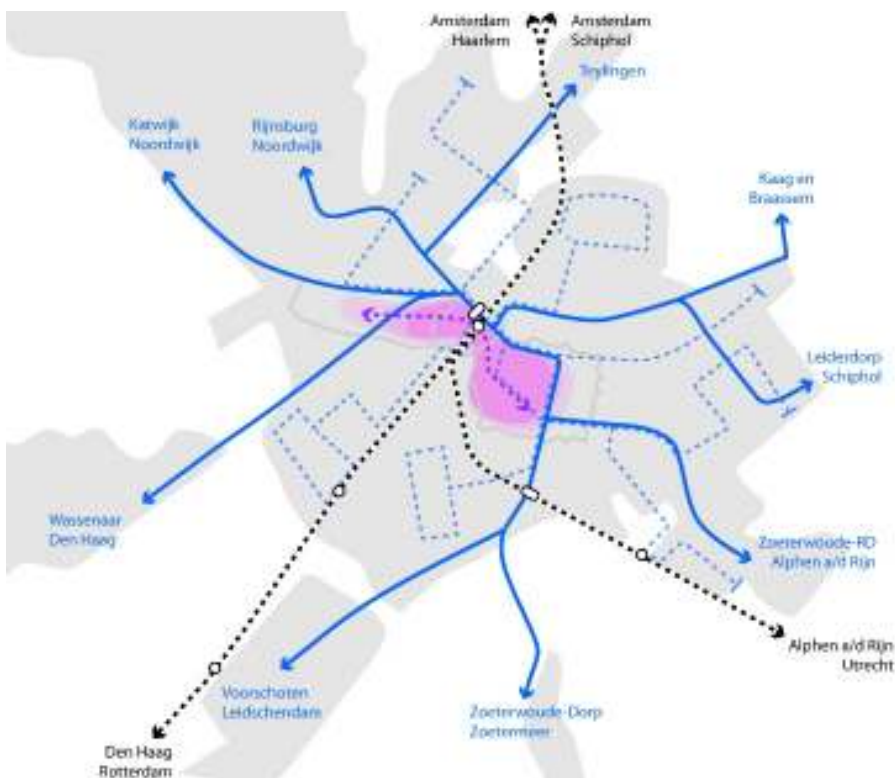 Amsterdam
Haarlem
Amsterdam
Schiphol
Teylingen
Katwijk
Noordwijk
Rijnsburg
Noordwijk
Kaag en
Braassem
Leiderdorp
Schiphol
Wassenaar
Den Haag
Zoeterwoude-RD
Alphen a/d Rijn
Alphen a/d Rijn
Utrecht
Voorschoten
Leidschendam
Zoeterwoude-Dorp
Zoetermeer
Den Haag
Rotterdam